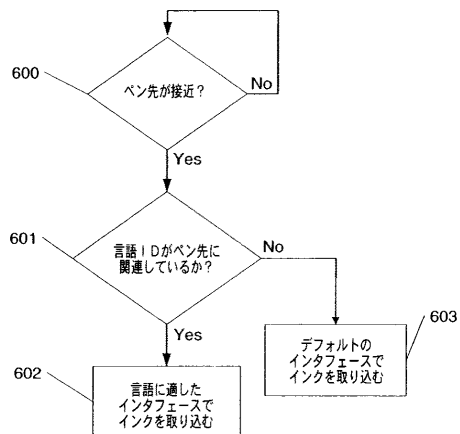 600
ペン先が接近？
No
Yes
601
言語ＩＤがペン先に
関連しているか？
No
Yes
603
デフォルトの
インタフェースで
インクを取り込む
602
言語に適した
インタフェースで
インクを取り込む